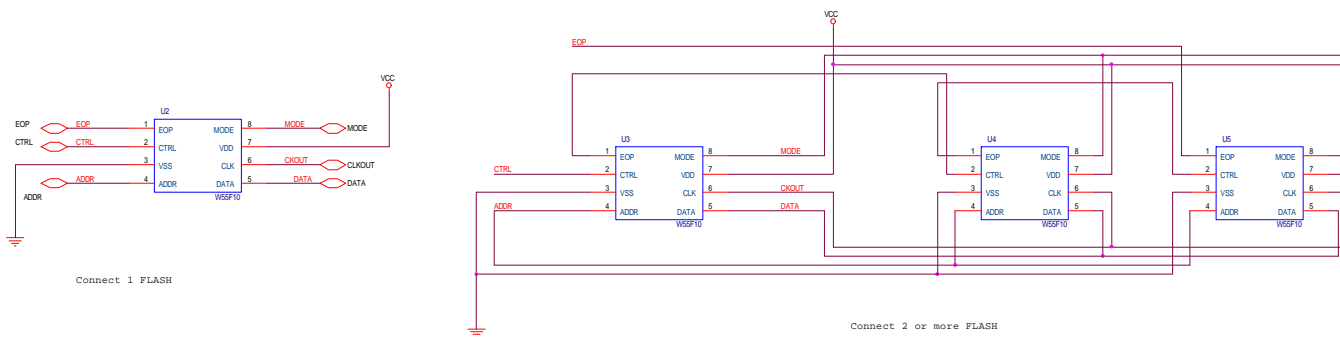 VCC
U2
EOP EOP 1 EOP MODE 8 MODE MODE
CTRL CTRL 2 CTRL VDD 7
3 VSS CLK 6 CKOUT CLKOUT
ADDR 4 ADDR DATA 5 DATA DATA
ADDR
W55F10
Connect 1 FLASH
VCC
EOP
U3
1 EOP MODE 8 MODE
CTRL 2 CTRL VDD 7
3 VSS CLK 6 CKOUT
ADDR 4 ADDR DATA 5 DATA
W55F10
U4
1 EOP MODE 8
2 CTRL VDD 7
3 VSS CLK 6
4 ADDR DATA 5
W55F10
U5
1 EOP MODE 8
2 CTRL VDD 7
3 VSS CLK 6
4 ADDR DATA 5
W55F10
Connect 2 or more FLASH